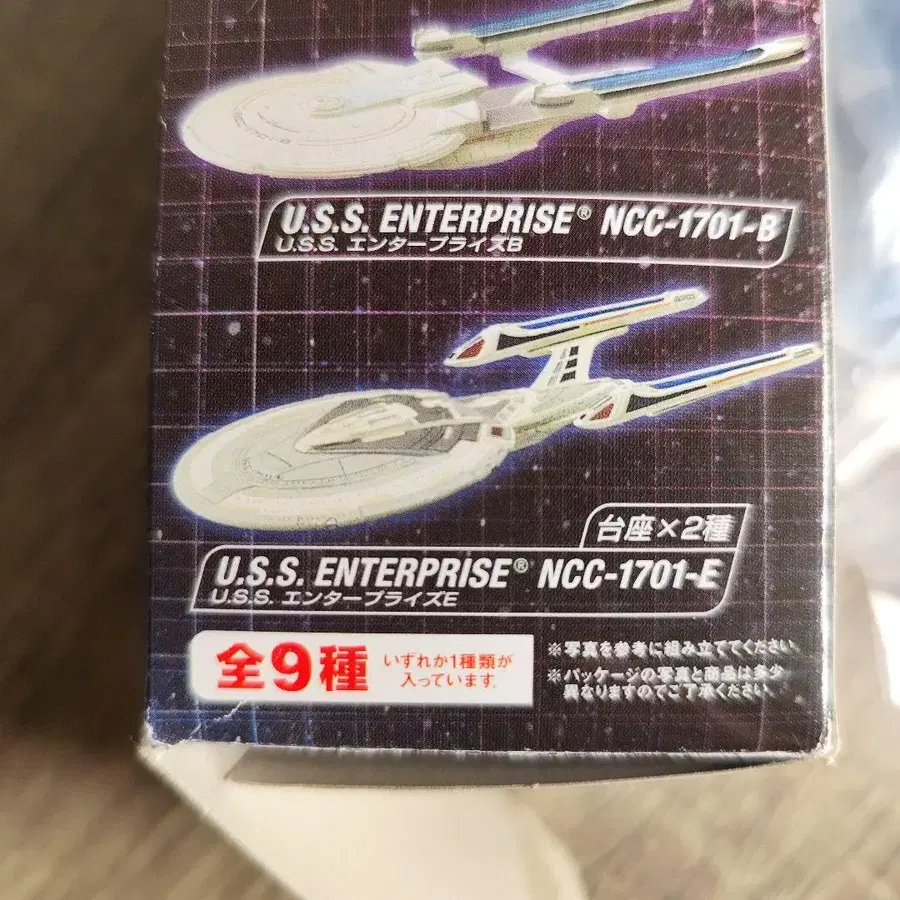 U.S.S. ENTERPRISE® NCC-1701-B
U.S.S. エンタープライズB
台座×2種
U.S.S. ENTERPRISE® NCC-1701-E
U.S.S. エンタープライズE
全9種
いずれか1種類が
入っています。
※写真を参考に組み立ててください。
※パッケージの写真と商品は多少
異なりますのでご了承ください。